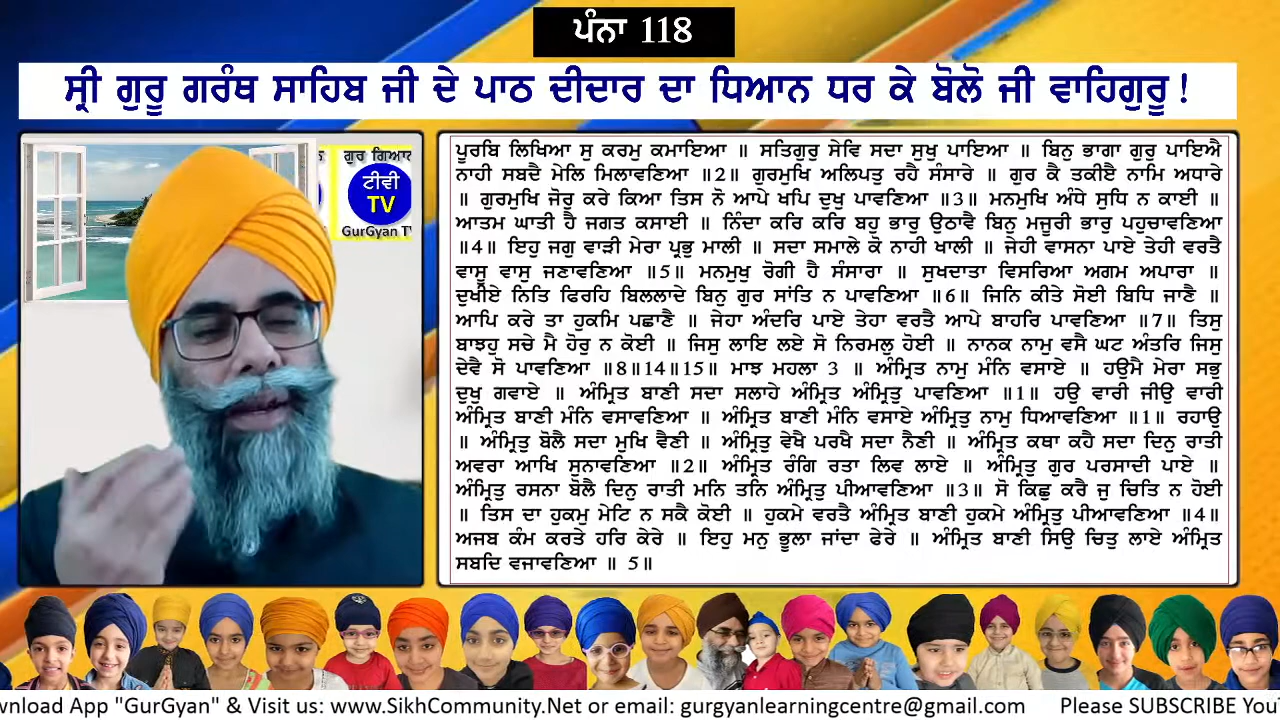 ਪੰਨਾ 118
ਸ੍ਰੀ ਗੁਰੂ ਗਰੰਥ ਸਾਹਿਬ ਜੀ ਦੇ ਪਾਠ ਦੀਦਾਰ ਦਾ ਧਿਆਨ ਧਰ ਕੇ ਬੋਲੋ ਜੀ ਵਾਹਿਗੁਰੂ!
ਗੁਰ ਗਿਆਨ
ਟੀਵੀ
TV
GurGyan TV
ਪੂਰਬਿ ਲਿਖਿਆ ਸੁ ਕਰਮੁ ਕਮਾਇਆ ॥ ਸਤਿਗੁਰੁ ਸੇਵਿ ਸਦਾ ਸੁਖੁ ਪਾਇਆ ॥ ਬਿਨੁ ਭਾਗਾ ਗੁਰੁ ਪਾਇਐ
ਨਾਹੀ ਸਬਦੈ ਮੇਲਿ ਮਿਲਾਵਣਿਆ ॥2॥ ਗੁਰਮੁਖਿ ਅਲਿਪਤੁ ਰਹੈ ਸੰਸਾਰੇ ॥ ਗੁਰ ਕੈ ਤਕੀਐ ਨਾਮਿ ਅਧਾਰੇ
॥ ਗੁਰਮੁਖਿ ਜੋਰੁ ਕਰੇ ਕਿਆ ਤਿਸ ਨੋ ਆਪੇ ਖਪਿ ਦੁਖੁ ਪਾਵਣਿਆ ॥3॥ ਮਨਮੁਖਿ ਅੰਧੇ ਸੁਧਿ ਨ ਕਾਈ ॥
ਆਤਮ ਘਾਤੀ ਹੈ ਜਗਤ ਕਸਾਈ ॥ ਨਿੰਦਾ ਕਰਿ ਕਰਿ ਬਹੁ ਭਾਰੁ ਉਠਾਵੈ ਬਿਨੁ ਮਜੂਰੀ ਭਾਰੁ ਪਹੁਚਾਵਣਿਆ
॥4॥ ਇਹੁ ਜਗੁ ਵਾੜੀ ਮੇਰਾ ਪ੍ਰਭੁ ਮਾਲੀ ॥ ਸਦਾ ਸਮਾਲੇ ਕੋ ਨਾਹੀ ਖਾਲੀ ॥ ਜੇਹੀ ਵਾਸਨਾ ਪਾਏ ਤੇਹੀ ਵਰਤੈ
ਵਾਸੂ ਵਾਸੁ ਜਣਾਵਣਿਆ ॥5॥ ਮਨਮੁਖੁ ਰੋਗੀ ਹੈ ਸੰਸਾਰਾ ॥ ਸੁਖਦਾਤਾ ਵਿਸਰਿਆ ਅਗਮ ਅਪਾਰਾ ॥
ਦੁਖੀਏ ਨਿਤਿ ਫਿਰਹਿ ਬਿਲਲਾਦੇ ਬਿਨੁ ਗੁਰ ਸਾਂਤਿ ਨ ਪਾਵਣਿਆ ॥6॥ ਜਿਨਿ ਕੀਤੇ ਸੋਈ ਬਿਧਿ ਜਾਣੈ ॥
ਆਪਿ ਕਰੇ ਤਾ ਹੁਕਮਿ ਪਛਾਣੈ ॥ ਜੇਹਾ ਅੰਦਰਿ ਪਾਏ ਤੇਹਾ ਵਰਤੈ ਆਪੇ ਬਾਹਰਿ ਪਾਵਣਿਆ ॥7॥ ਤਿਸੁ
ਬਾਝਹੁ ਸਚੇ ਮੈ ਹੋਰੁ ਨ ਕੋਈ ॥ ਜਿਸੁ ਲਾਇ ਲਏ ਸੋ ਨਿਰਮਲੁ ਹੋਈ ॥ ਨਾਨਕ ਨਾਮੁ ਵਸੈ ਘਟ ਅੰਤਰਿ ਜਿਸੁ
ਦੇਵੈ ਸੋ ਪਾਵਣਿਆ ॥8॥14॥15॥ ਮਾਝ ਮਹਲਾ 3 ॥ ਅੰਮ੍ਰਿਤ ਨਾਮੁ ਮੰਨਿ ਵਸਾਏ ॥ ਹਉਮੈ ਮੇਰਾ ਸਭੁ
ਦੁਖੁ ਗਵਾਏ ॥ ਅੰਮ੍ਰਿਤ ਬਾਣੀ ਸਦਾ ਸਲਾਹੇ ਅੰਮ੍ਰਿਤਿ ਅੰਮ੍ਰਿਤੁ ਪਾਵਣਿਆ ॥1॥ ਹਉ ਵਾਰੀ ਜੀਉ ਵਾਰੀ
ਅੰਮ੍ਰਿਤ ਬਾਣੀ ਮੰਨਿ ਵਸਾਵਣਿਆ ॥ ਅੰਮ੍ਰਿਤ ਬਾਣੀ ਮੰਨਿ ਵਸਾਏ ਅੰਮ੍ਰਿਤੁ ਨਾਮੁ ਧਿਆਵਣਿਆ ॥1॥ ਰਹਾਉ
॥ ਅੰਮ੍ਰਿਤੁ ਬੋਲੈ ਸਦਾ ਮੁਖਿ ਵੈਣੀ ॥ ਅੰਮ੍ਰਿਤੁ ਵੇਖੈ ਪਰਖੈ ਸਦਾ ਨੈਣੀ ॥ ਅੰਮ੍ਰਿਤ ਕਥਾ ਕਹੈ ਸਦਾ ਦਿਨੁ ਰਾਤੀ
ਅਵਰਾ ਆਖਿ ਸੁਨਾਵਣਿਆ ॥2॥ ਅੰਮ੍ਰਿਤ ਰੰਗਿ ਰਤਾ ਲਿਵ ਲਾਏ ॥ ਅੰਮ੍ਰਿਤੁ ਗੁਰ ਪਰਸਾਦੀ ਪਾਏ ॥
ਅੰਮ੍ਰਿਤੁ ਰਸਨਾ ਬੋਲੈ ਦਿਨੁ ਰਾਤੀ ਮਨਿ ਤਨਿ ਅੰਮ੍ਰਿਤੁ ਪੀਆਵਣਿਆ ॥3॥ ਸੋ ਕਿਛੁ ਕਰੈ ਜੁ ਚਿਤਿ ਨ ਹੋਈ
॥ ਤਿਸ ਦਾ ਹੁਕਮੁ ਮੇਟਿ ਨ ਸਕੈ ਕੋਈ ॥ ਹੁਕਮੇ ਵਰਤੈ ਅੰਮ੍ਰਿਤ ਬਾਣੀ ਹੁਕਮੇ ਅੰਮ੍ਰਿਤੁ ਪੀਆਵਣਿਆ ॥4॥
ਅਜਬ ਕੰਮ ਕਰਤੇ ਹਰਿ ਕੇਰੇ ॥ ਇਹੁ ਮਨੁ ਭੂਲਾ ਜਾਂਦਾ ਫੇਰੇ ॥ ਅੰਮ੍ਰਿਤ ਬਾਣੀ ਸਿਉ ਚਿਤੁ ਲਾਏ ਅੰਮ੍ਰਿਤ
ਸਬਦਿ ਵਜਾਵਣਿਆ ॥ 5॥
wnload App "GurGyan" & Visit us: www.SikhCommunity.Net or email: gurgyanlearningcentre@gmail.com Please SUBSCRIBE You